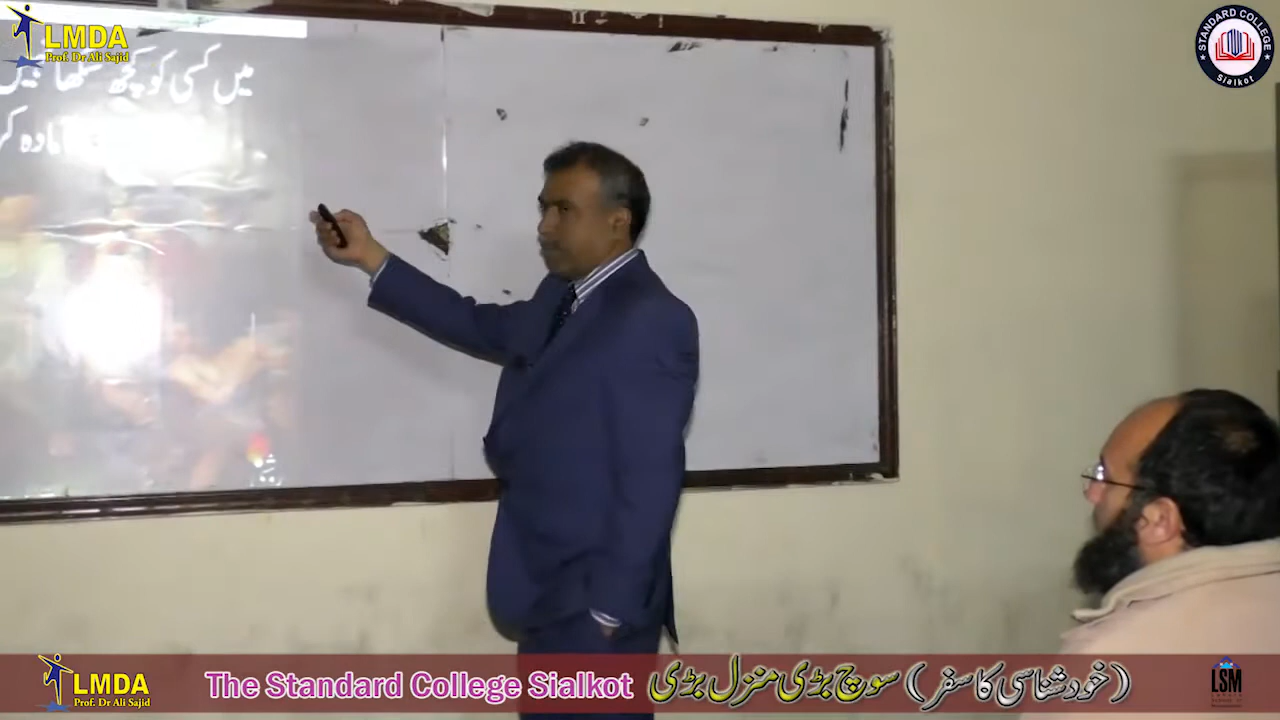 LMDA
Prof. Dr Ali Sajid
STANDARD COLLEGE
Sialkot
میں کسی کو کچھ سکھا نہیں
LMDA
Prof. Dr Ali Sajid
The Standard College Sialkot
سوچ بڑی منزل بڑی (خود شناسی کا سفر)
LSM